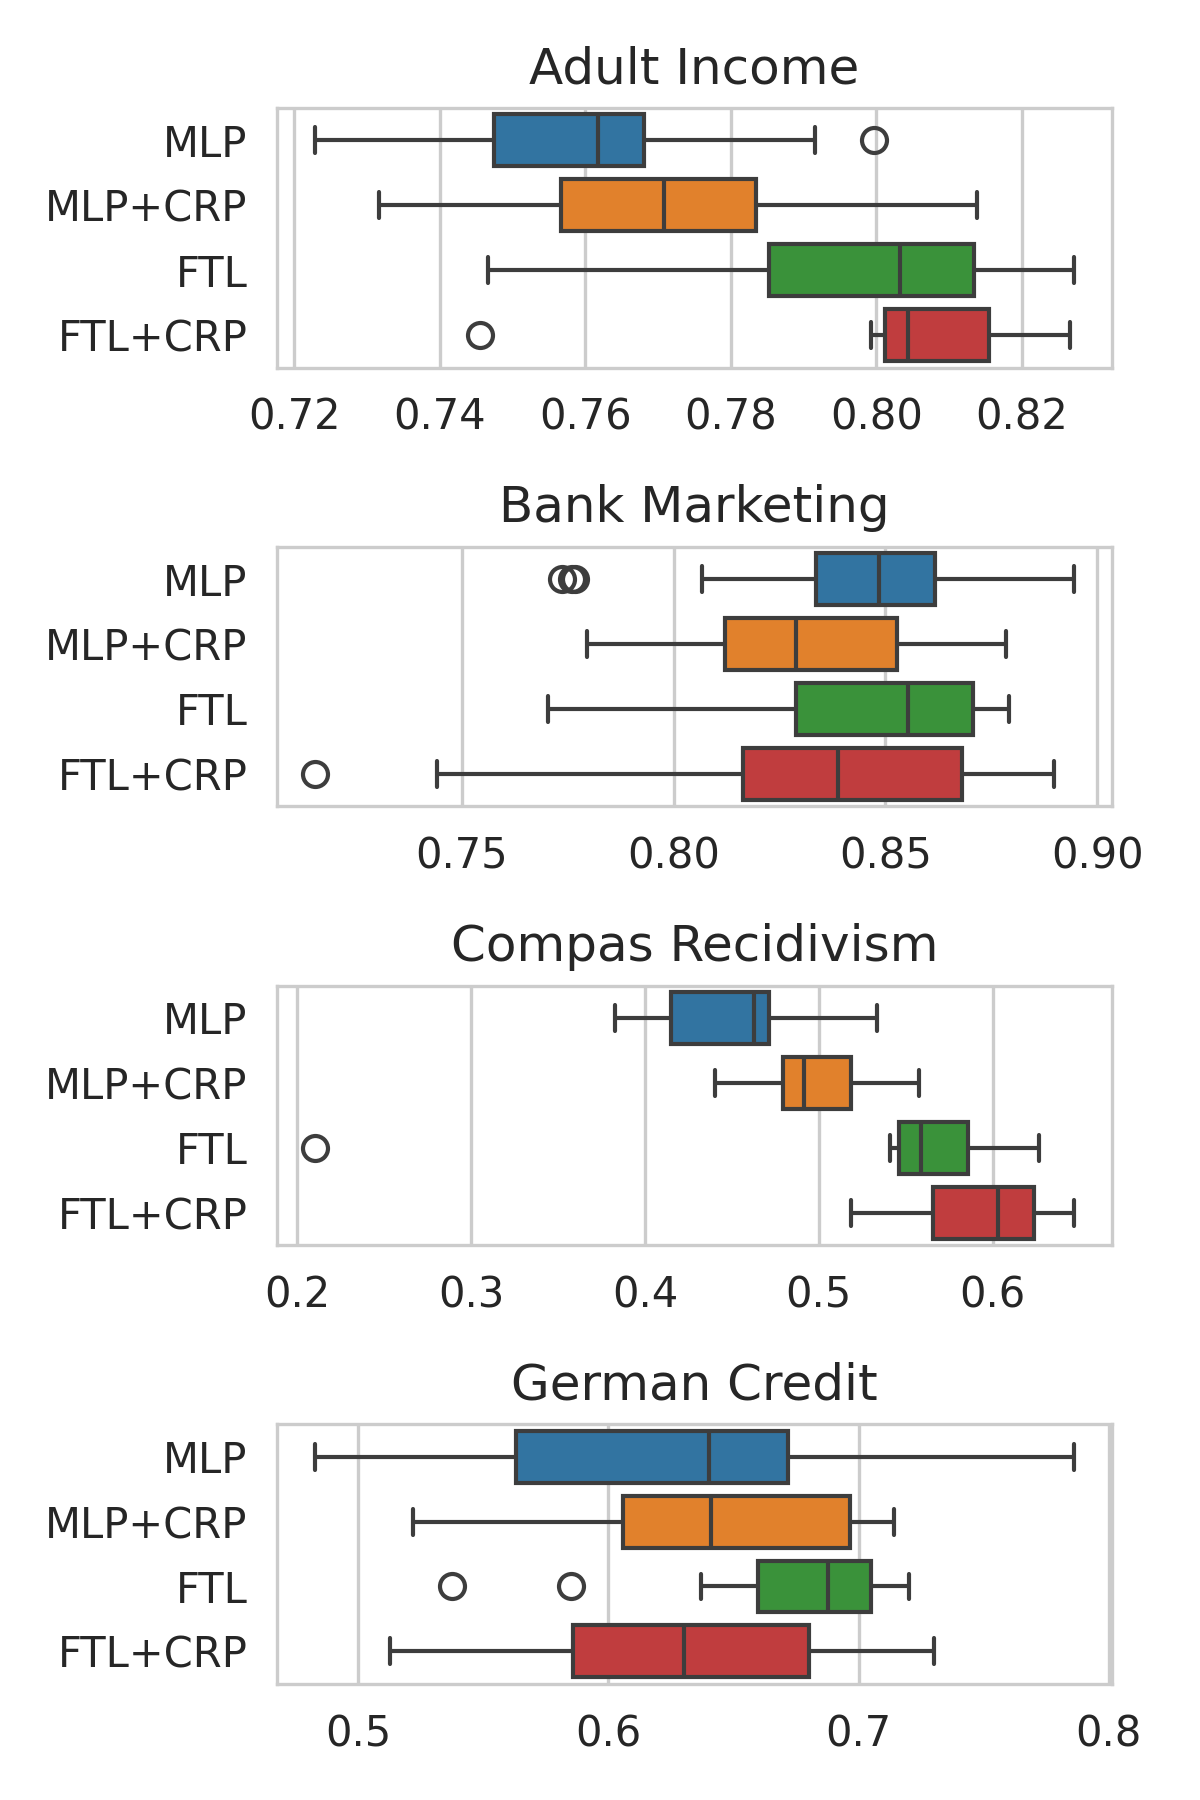 Adult Income
MLP
MLP+CRP
FTL
FTL+CRP
0.72 0.74 0.76 0.78 0.80 0.82
Bank Marketing
MLP
MLP+CRP
FTL
FTL+CRP
0.75 0.80 0.85 0.90
Compas Recidivism
MLP
MLP+CRP
FTL
FTL+CRP
0.2 0.3 0.4 0.5 0.6
German Credit
MLP
MLP+CRP
FTL
FTL+CRP
0.5 0.6 0.7 0.8